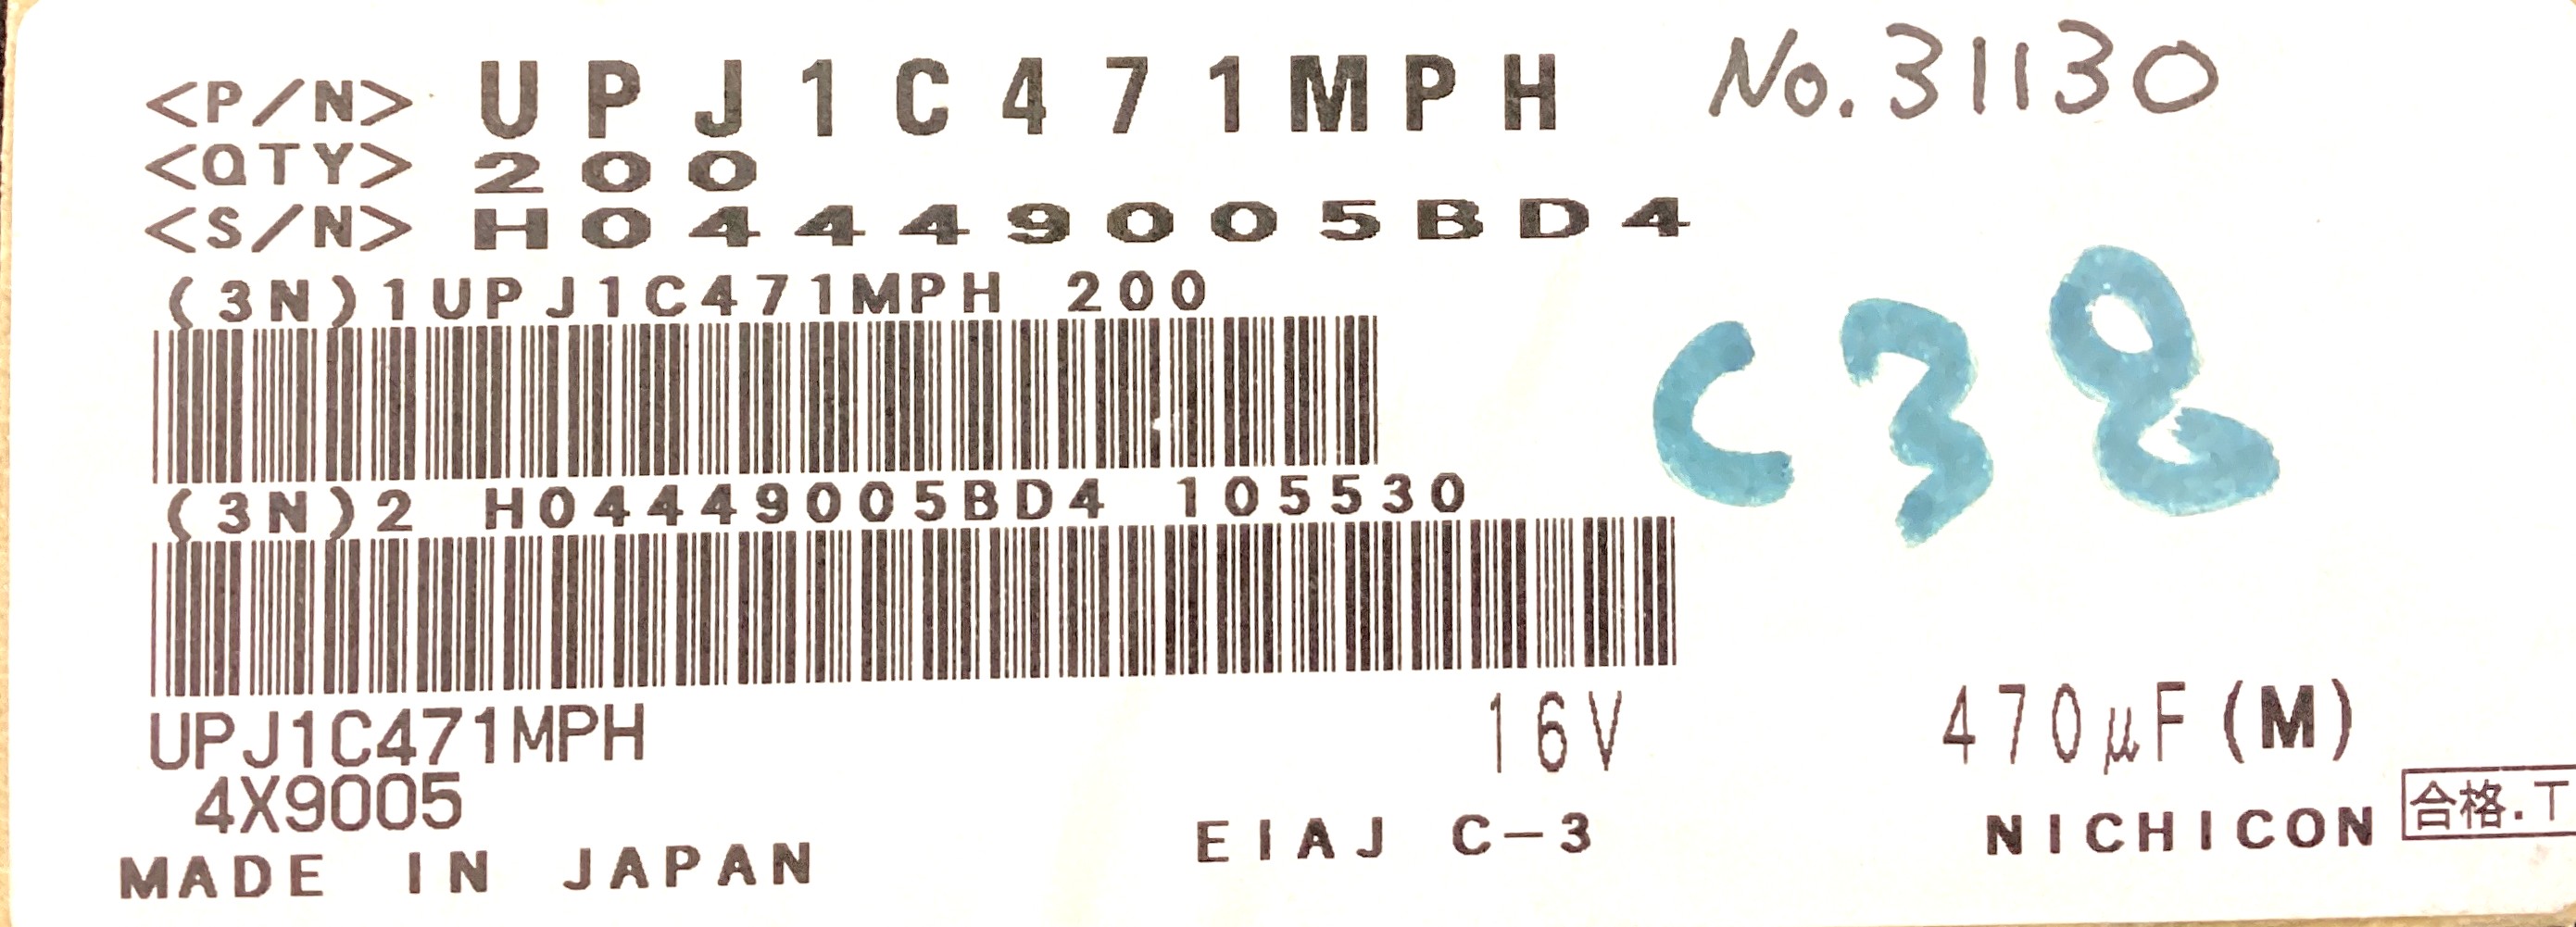 <P/N> UPJ1C471MPH No.31130
<QTY> 200
<S/N> H04449005BD4
(3N)1UPJ1C471MPH 200
C38
(3N)2 H04449005BD4 105530
UPJ1C471MPH 16V 470μF(M)
4X9005
合格.T
MADE IN JAPAN EIAJ C-3 NICHICON